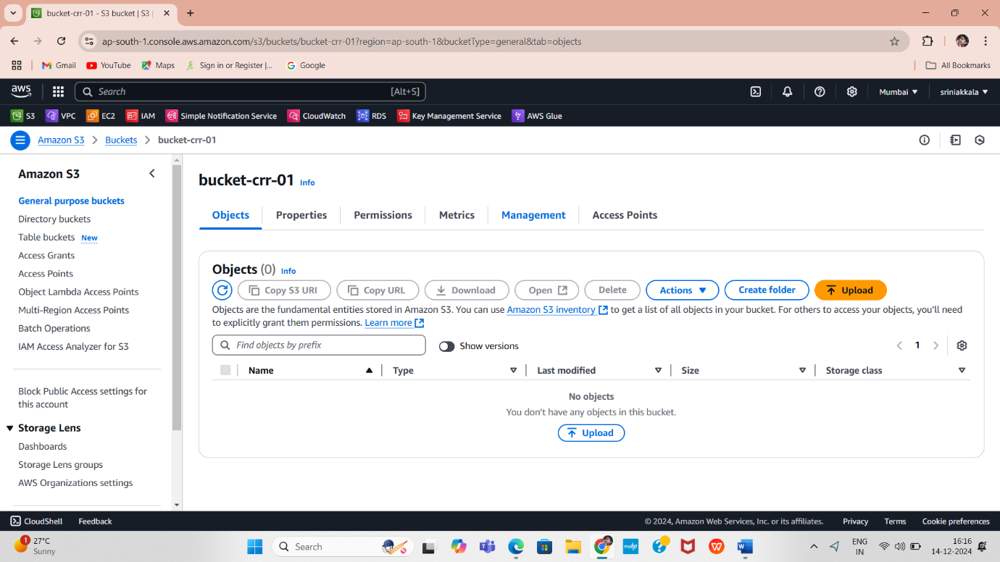 bucket-crr-01 - S3 bucket | S3 |
ap-south-1.console.aws.amazon.com/s3/buckets/bucket-crr-01?region=ap-south-1&bucketType=general&tab=objects
Gmail YouTube Maps Sign in or Register |... Google All Bookmarks
aws Search [Alt+S] Mumbai sriniakkala
S3 VPC EC2 IAM Simple Notification Service CloudWatch RDS Key Management Service AWS Glue
Amazon S3 Buckets bucket-crr-01
Amazon S3
General purpose buckets
Directory buckets
Table buckets New
Access Grants
Access Points
Object Lambda Access Points
Multi-Region Access Points
Batch Operations
IAM Access Analyzer for S3
Block Public Access settings for
this account
Storage Lens
Dashboards
Storage Lens groups
AWS Organizations settings
bucket-crr-01 Info
Objects Properties Permissions Metrics Management Access Points
Objects (0) Info
Copy S3 URI Copy URL Download Open Delete Actions Create folder Upload
Objects are the fundamental entities stored in Amazon S3. You can use Amazon S3 inventory to get a list of all objects in your bucket. For others to access your objects, you'll need
to explicitly grant them permissions. Learn more
Find objects by prefix Show versions 1
Name Type Last modified Size Storage class
No objects
You don't have any objects in this bucket.
Upload
CloudShell Feedback © 2024, Amazon Web Services, Inc. or its affiliates. Privacy Terms Cookie preferences
1 27°C
Sunny
Search
myhp
ENG
IN
16:16
14-12-2024